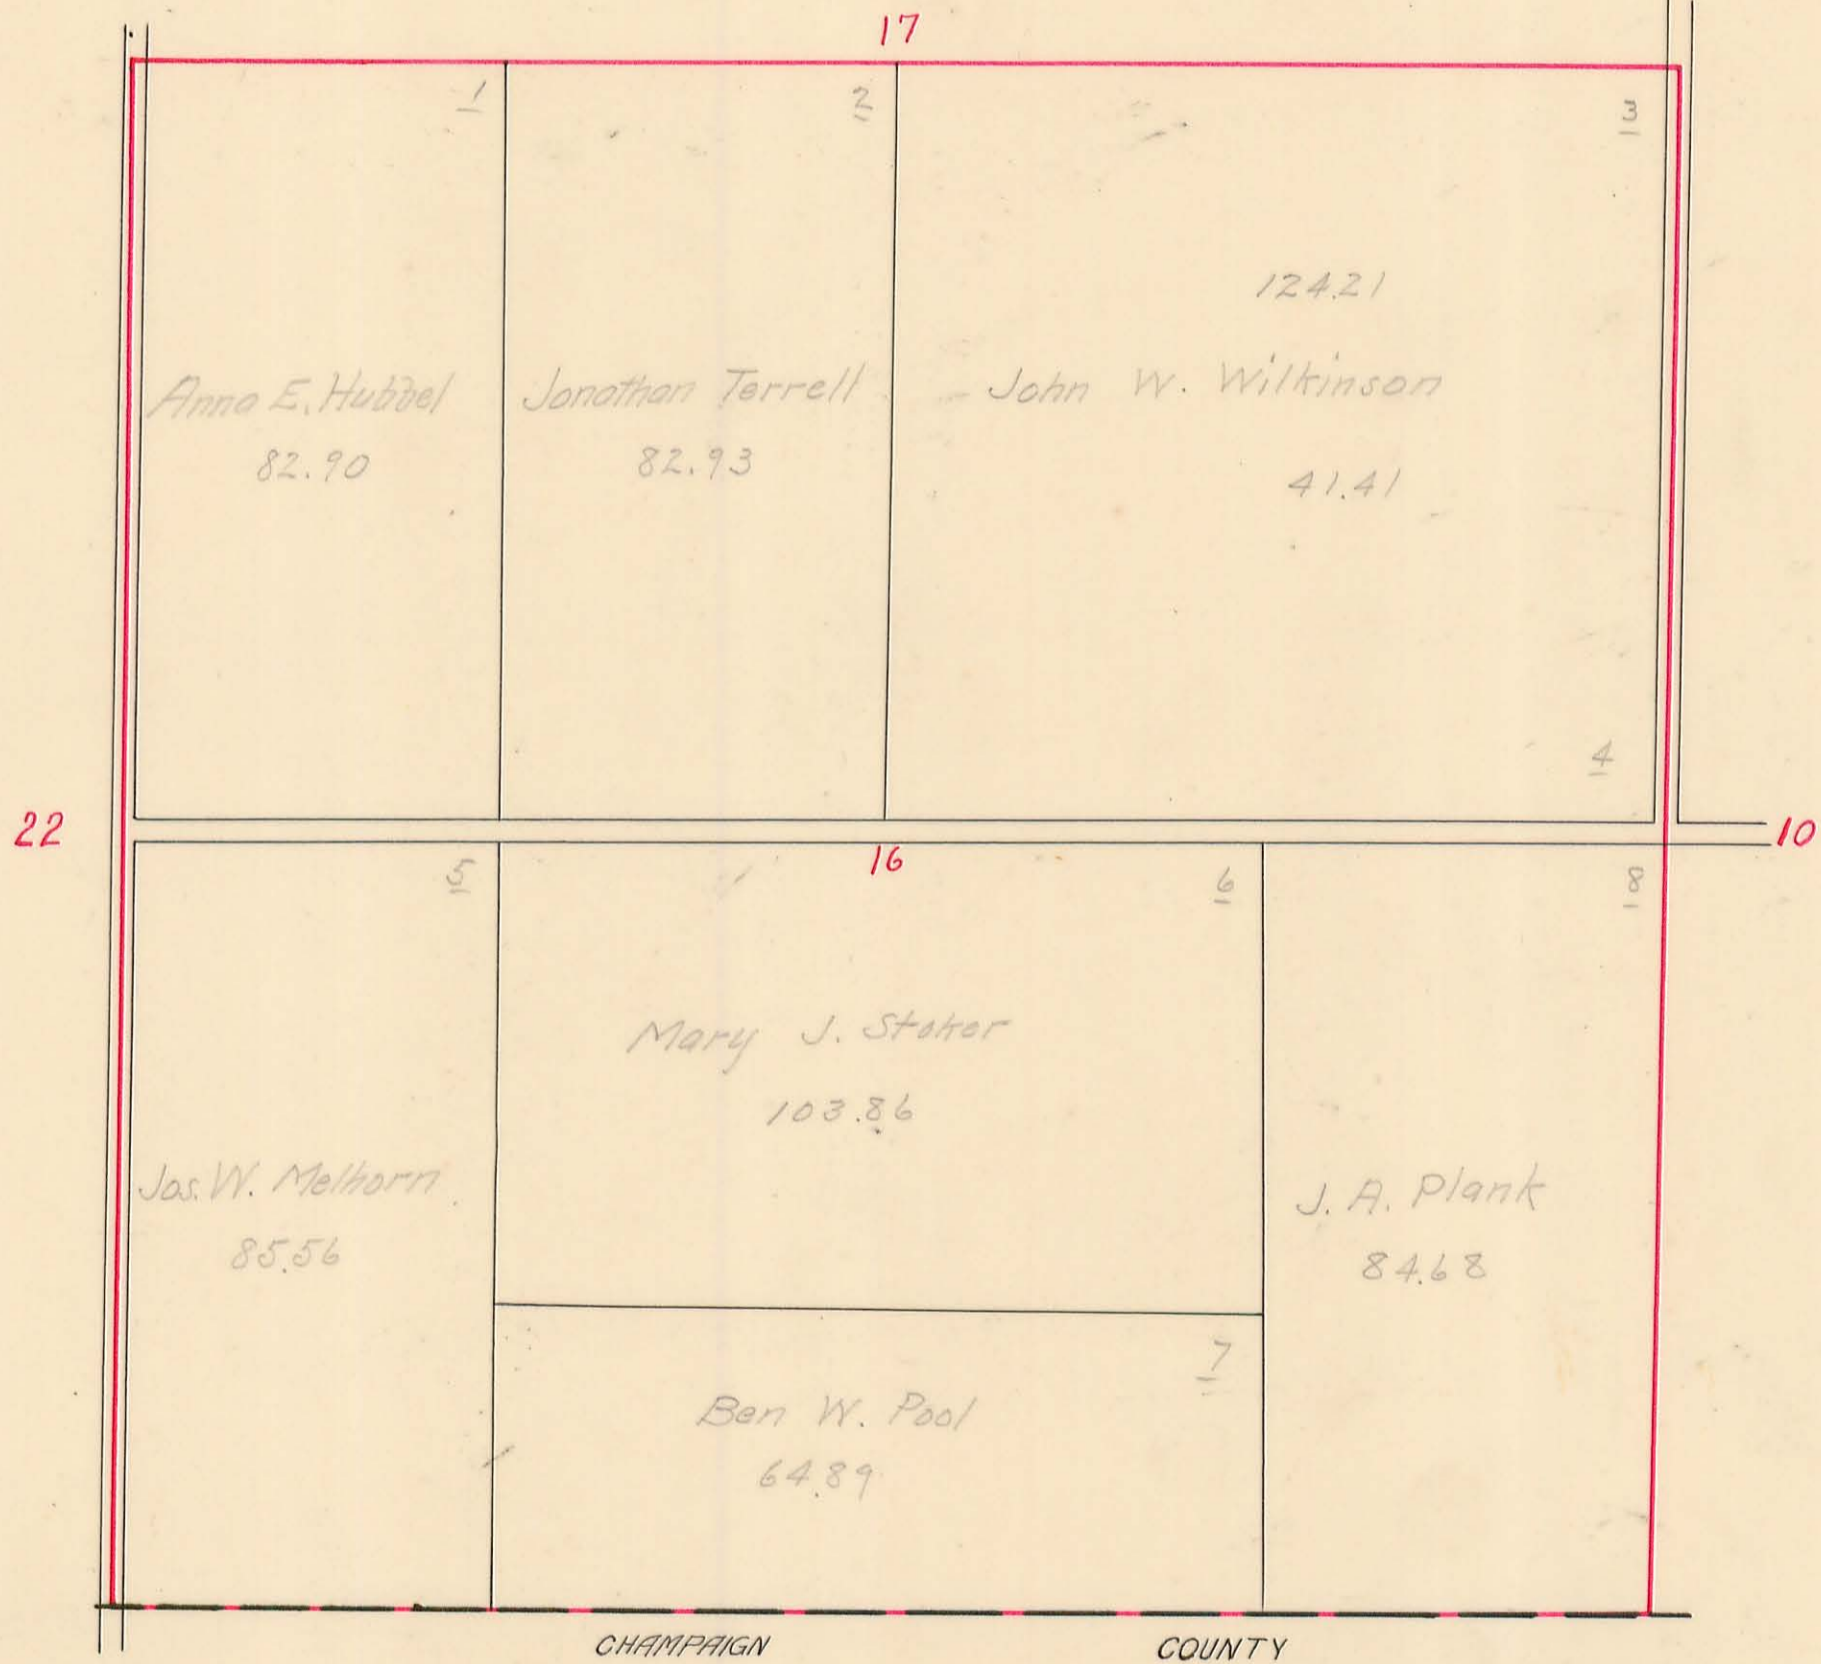 17
1
2
3
124.21
Anna E. Hubbel
82.90
Jonathan Terrell
82.93
John W. Wilkinson
41.41
4
22
16
10
5
6
8
Mary J. Stoker
103.86
Jos. W. Melhorn
85.56
J. A. Plank
84.68
7
Ben W. Pool
64.89
CHAMPAIGN COUNTY